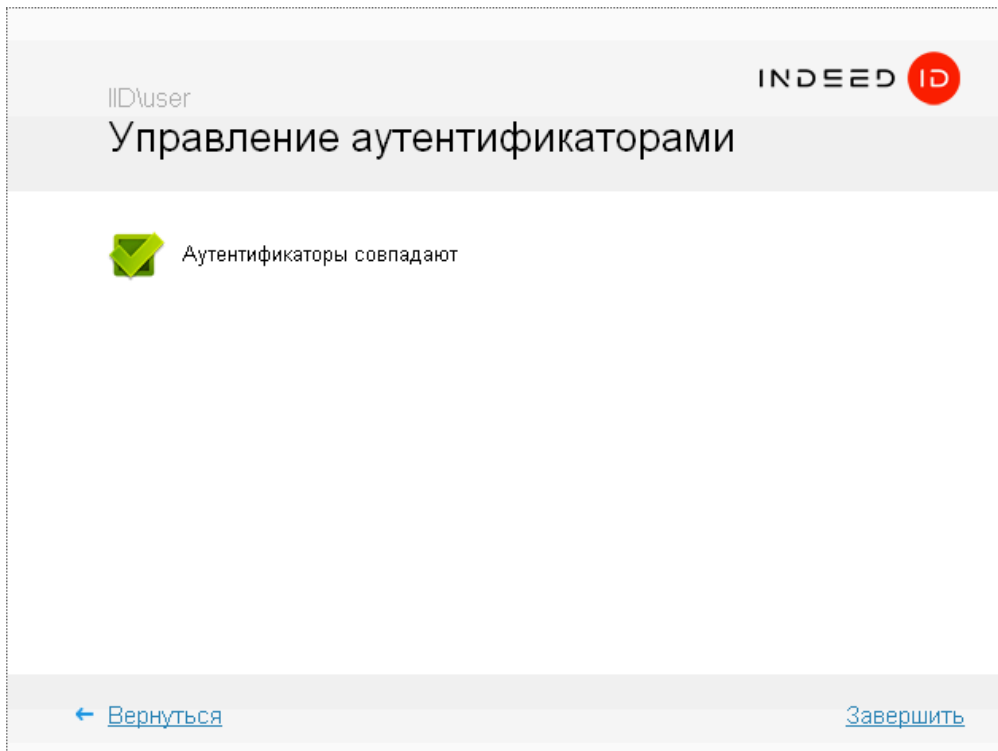 INDEED ID
IID\user
Управление аутентификаторами
Аутентификаторы совпадают
← Вернуться
Завершить